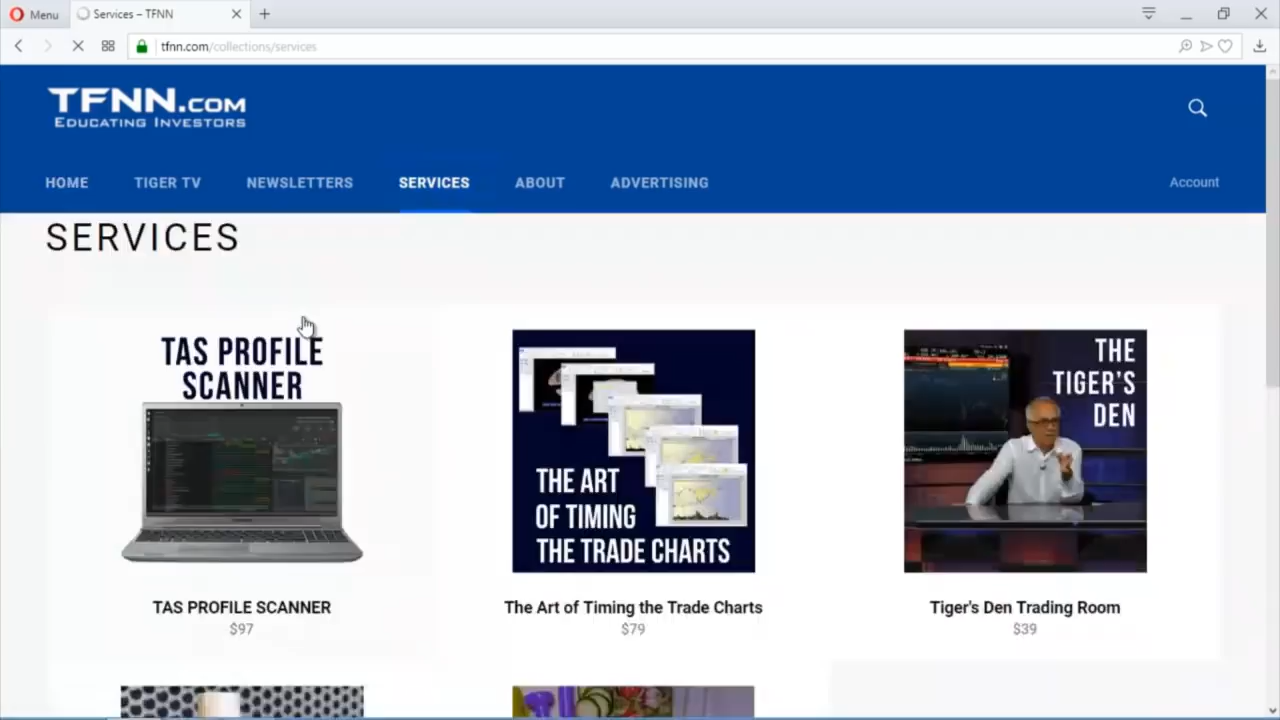 Menu
Services – TFNN
tfnn.com/collections/services
TFNN.COM
EDUCATING INVESTORS
HOME
TIGER TV
NEWSLETTERS
SERVICES
ABOUT
ADVERTISING
Account
SERVICES
TAS PROFILE
SCANNER
THE ART
OF TIMING
THE TRADE CHARTS
THE
TIGER'S
DEN
TAS PROFILE SCANNER
$97
The Art of Timing the Trade Charts
$79
Tiger's Den Trading Room
$39